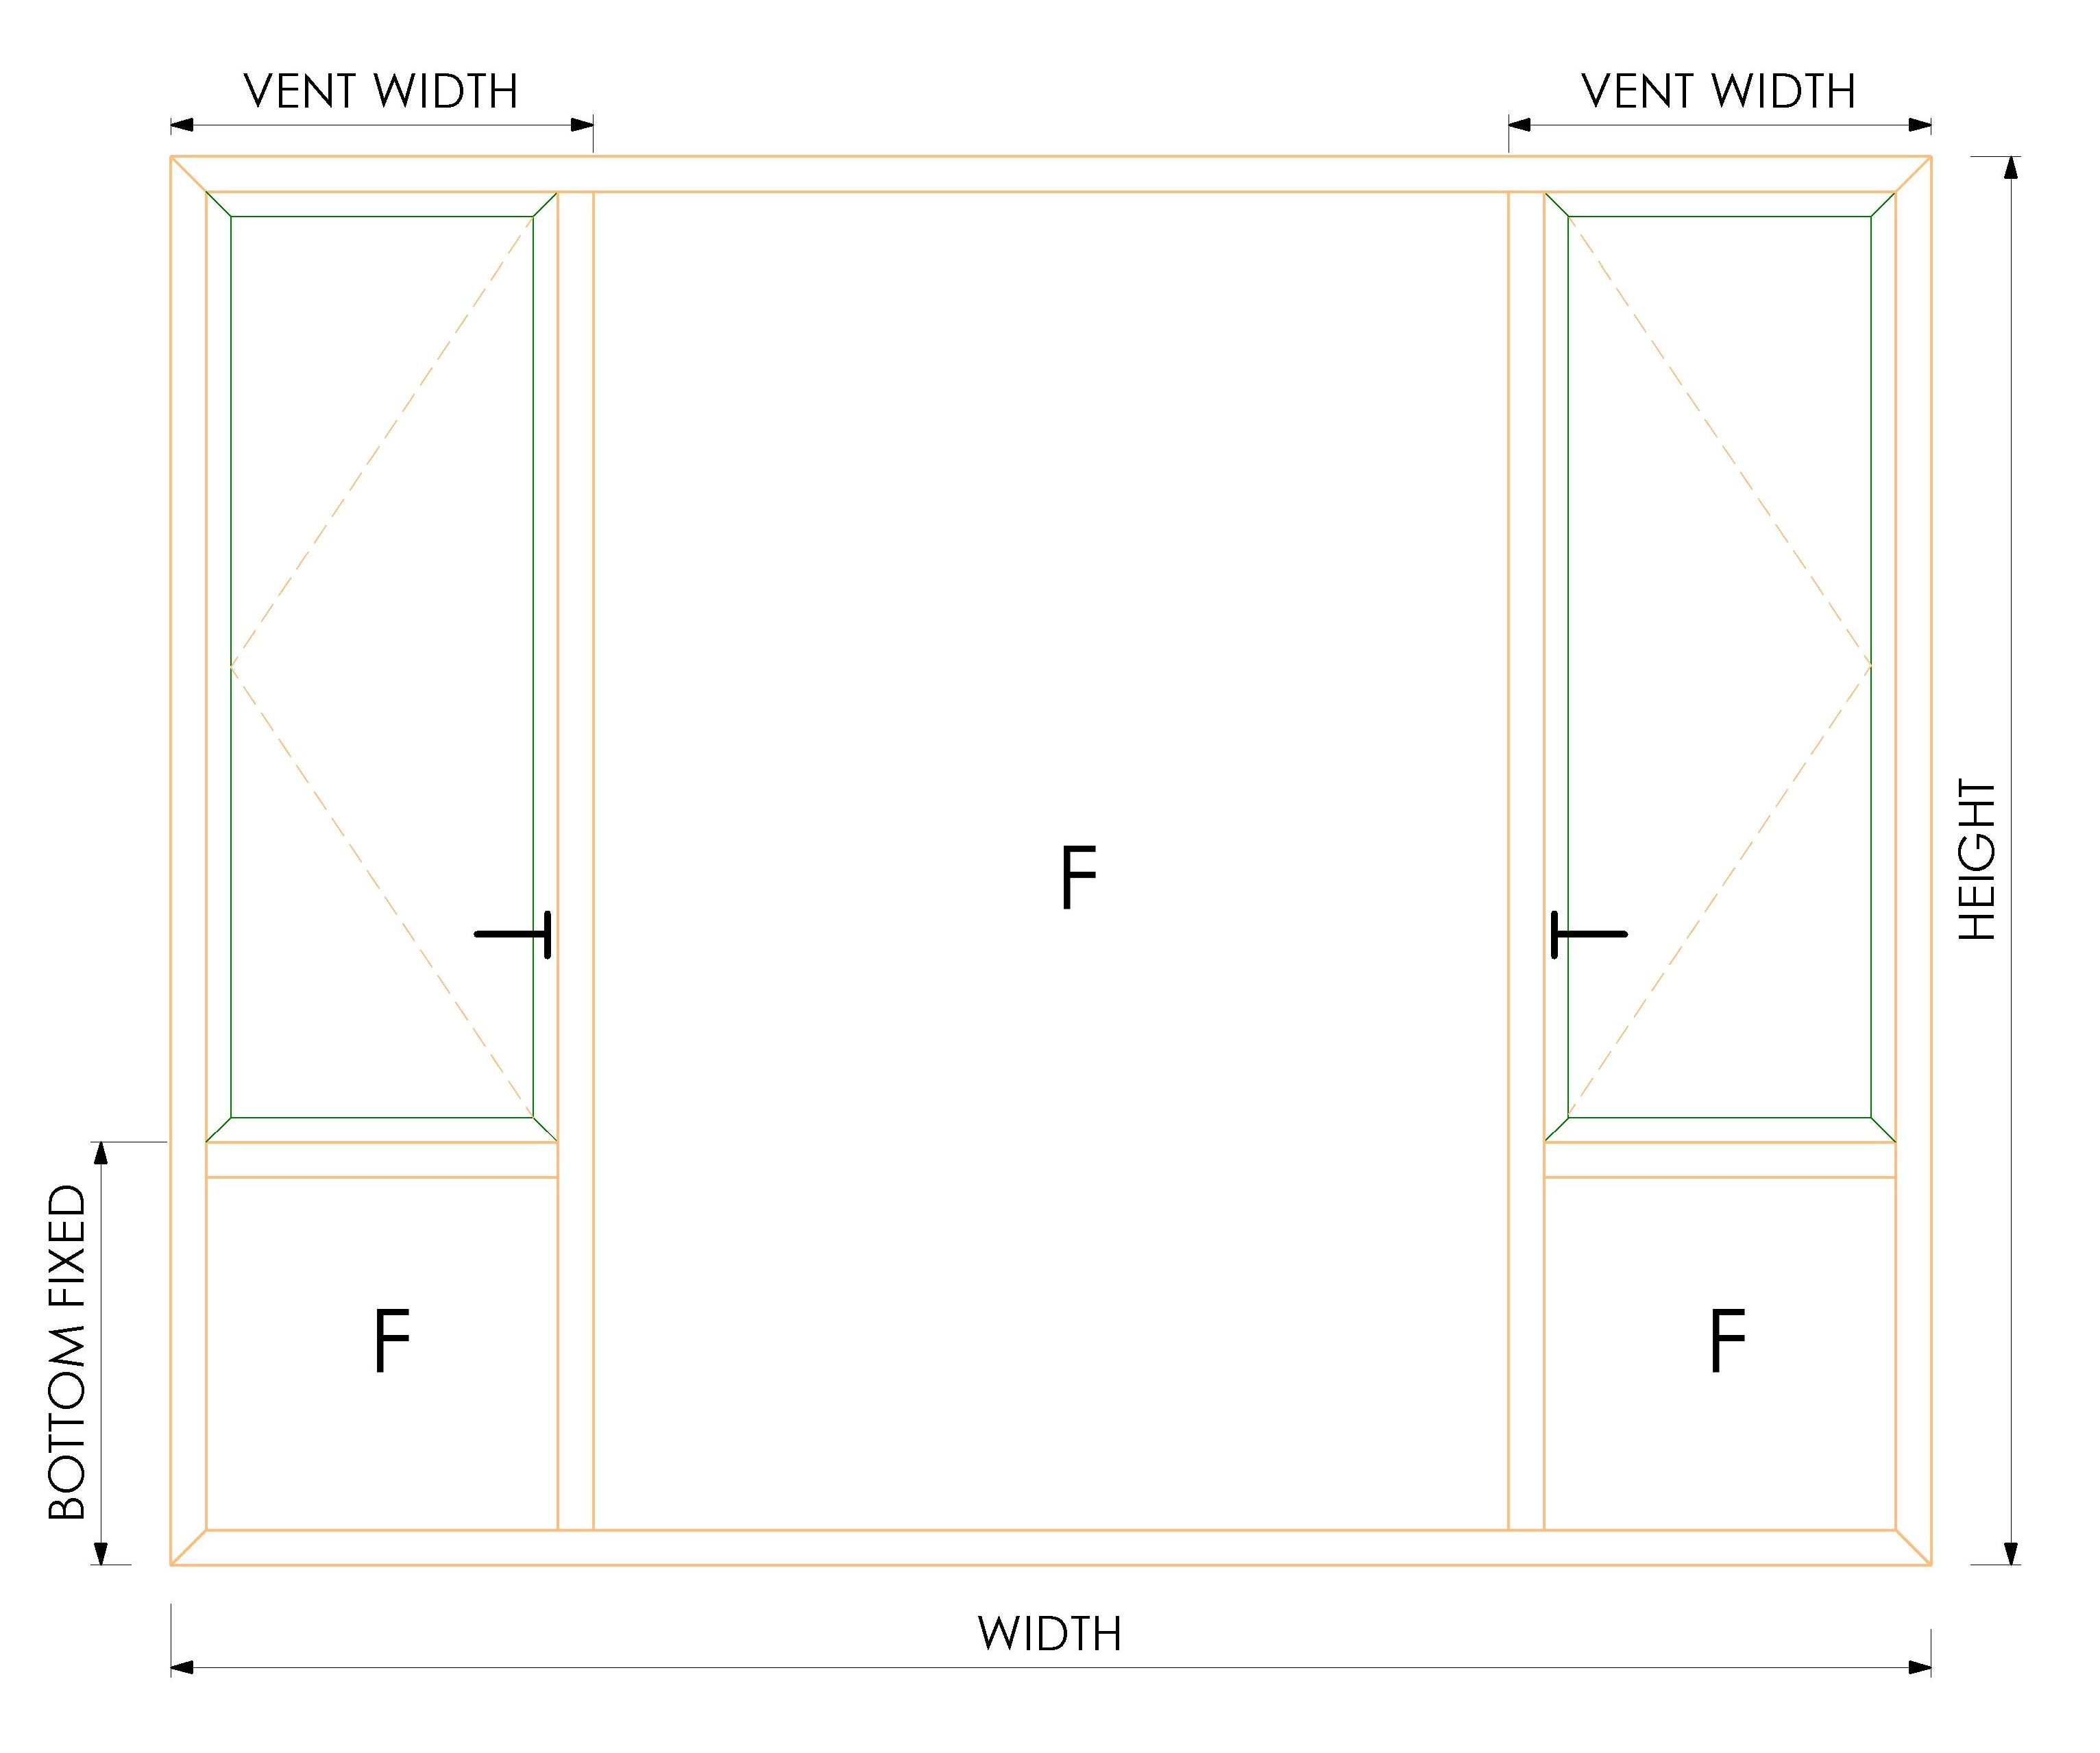 VENT WIDTH
VENT WIDTH
HEIGHT
F
BOTTOM FIXED
F
F
WIDTH